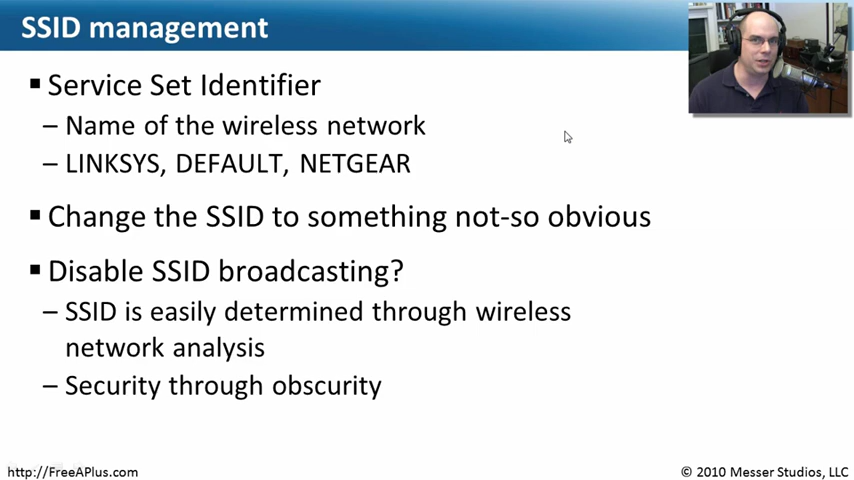 SSID management
▪ Service Set Identifier
– Name of the wireless network
– LINKSYS, DEFAULT, NETGEAR
▪ Change the SSID to something not-so obvious
▪ Disable SSID broadcasting?
– SSID is easily determined through wireless
network analysis
– Security through obscurity
http://FreeAPlus.com
© 2010 Messer Studios, LLC